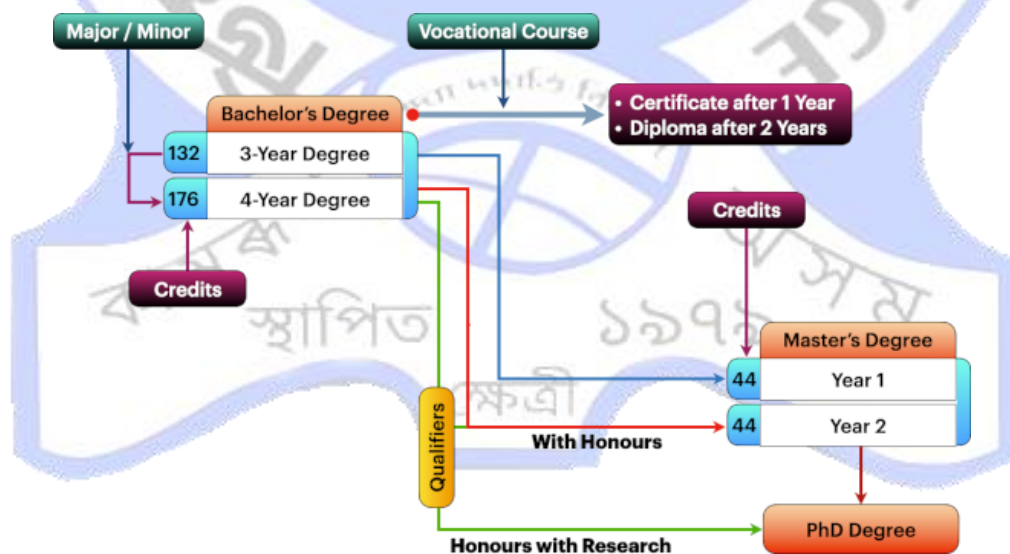 Major / Minor
Vocational Course
Bachelor's Degree
• Certificate after 1 Year
• Diploma after 2 Years
132
3-Year Degree
176
4-Year Degree
Credits
Credits
স্থাপিত
১৯৭৯
Master's Degree
44
Year 1
44
Year 2
Qualifiers
With Honours
PhD Degree
Honours with Research